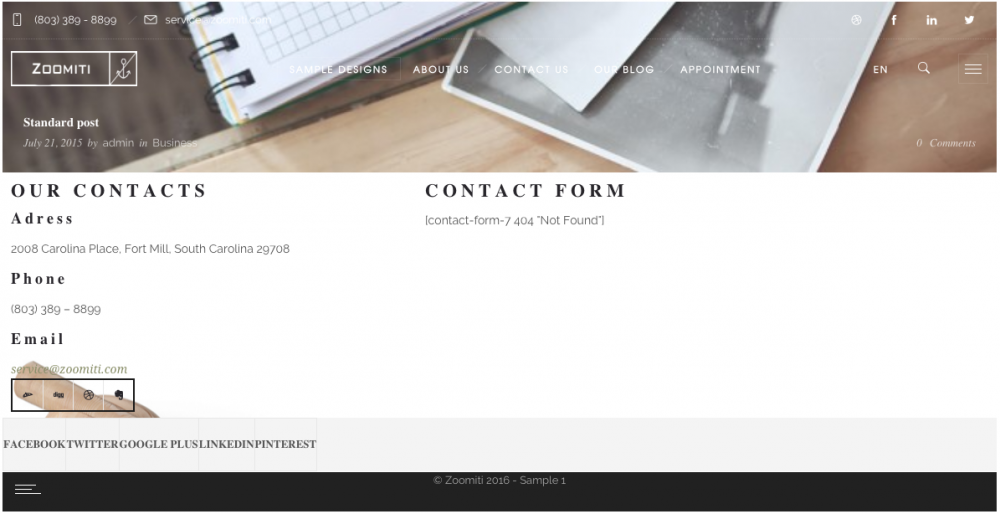 (803) 389 - 8899
service@zoomiti.com
ZOOMITI
SAMPLE DESIGNS
ABOUT US
CONTACT US
OUR BLOG
APPOINTMENT
EN
Standard post
July 21, 2015 by admin in Business
0 Comments
OUR CONTACTS
Adress
2008 Carolina Place, Fort Mill, South Carolina 29708
Phone
(803) 389 – 8899
Email
service@zoomiti.com
digg
CONTACT FORM
[contact-form-7 404 "Not Found"]
FACEBOOK
TWITTER
GOOGLE PLUS
LINKEDIN
PINTEREST
© Zoomiti 2016 - Sample 1